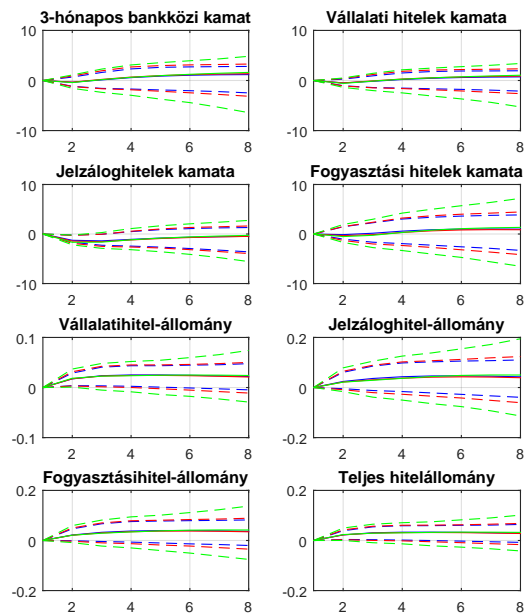 3-hónapos bankközi kamat
10
0
-10
2 4 6 8
Vállalati hitelek kamata
10
0
-10
2 4 6 8
Jelzáloghitelek kamata
10
0
-10
2 4 6 8
Fogyasztási hitelek kamata
10
0
-10
2 4 6 8
Vállalatihitel-állomány
0.1
0
-0.1
2 4 6 8
Jelzáloghitel-állomány
0.2
0
-0.2
2 4 6 8
Fogyasztásihitel-állomány
0.2
0
-0.2
2 4 6 8
Teljes hitelállomány
0.2
0
-0.2
2 4 6 8